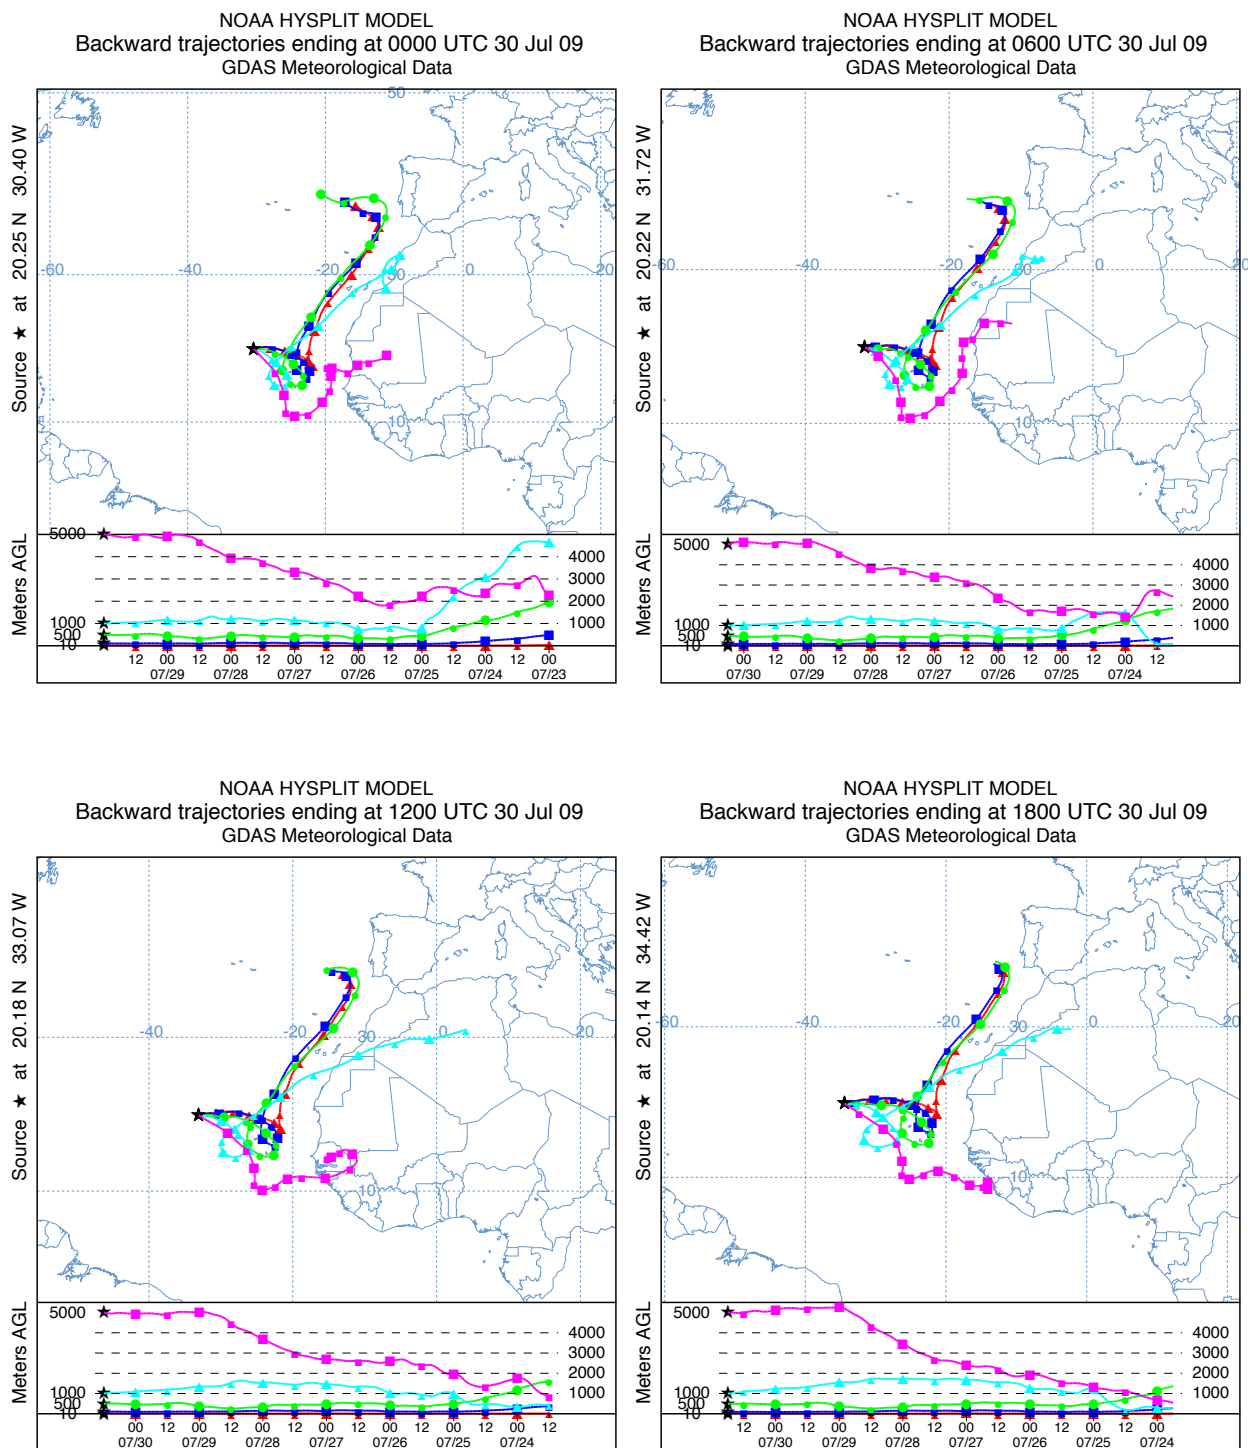 NOAA HYSPLIT MODEL
Backward trajectories ending at 0000 UTC 30 Jul 09
GDAS Meteorological Data
Source ★ at 20.25 N 30.40 W
50
-60 -40 -20 0 20
30
10
Meters AGL
5000
1000
500
10
4000
3000
2000
1000
12 00 12 00 12 00 12 00 12 00 12 00 12 00
07/29 07/28 07/27 07/26 07/25 07/24 07/23
NOAA HYSPLIT MODEL
Backward trajectories ending at 0600 UTC 30 Jul 09
GDAS Meteorological Data
Source ★ at 20.22 N 31.72 W
-60 -40 -20 0 20
30
10
Meters AGL
5000
1000
500
10
4000
3000
2000
1000
00 12 00 12 00 12 00 12 00 12 00 12 00 12
07/30 07/29 07/28 07/27 07/26 07/25 07/24
NOAA HYSPLIT MODEL
Backward trajectories ending at 1200 UTC 30 Jul 09
GDAS Meteorological Data
Source ★ at 20.18 N 33.07 W
-40 -20 0 20
30
10
Meters AGL
5000
1000
500
10
4000
3000
2000
1000
00 12 00 12 00 12 00 12 00 12 00 12 00 12
07/30 07/29 07/28 07/27 07/26 07/25 07/24
NOAA HYSPLIT MODEL
Backward trajectories ending at 1800 UTC 30 Jul 09
GDAS Meteorological Data
Source ★ at 20.14 N 34.42 W
-60 -40 -20 0 20
30
10
Meters AGL
5000
1000
500
10
4000
3000
2000
1000
12 00 12 00 12 00 12 00 12 00 12 00 12 00
07/30 07/29 07/28 07/27 07/26 07/25 07/24